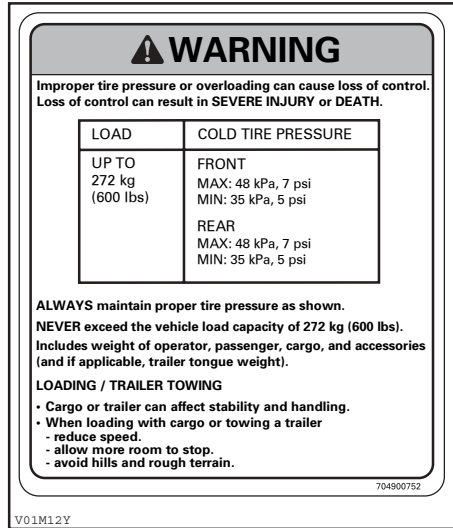 WARNING
Improper tire pressure or overloading can cause loss of control.
Loss of control can result in SEVERE INJURY or DEATH.
LOAD
COLD TIRE PRESSURE
UP TO
272 kg
(600 lbs)
FRONT
MAX: 48 kPa, 7 psi
MIN: 35 kPa, 5 psi
REAR
MAX: 48 kPa, 7 psi
MIN: 35 kPa, 5 psi
ALWAYS maintain proper tire pressure as shown.
NEVER exceed the vehicle load capacity of 272 kg (600 lbs).
Includes weight of operator, passenger, cargo, and accessories
(and if applicable, trailer tongue weight).
LOADING / TRAILER TOWING
• Cargo or trailer can affect stability and handling.
• When loading with cargo or towing a trailer
- reduce speed.
- allow more room to stop.
- avoid hills and rough terrain.
704900752
V01M12Y